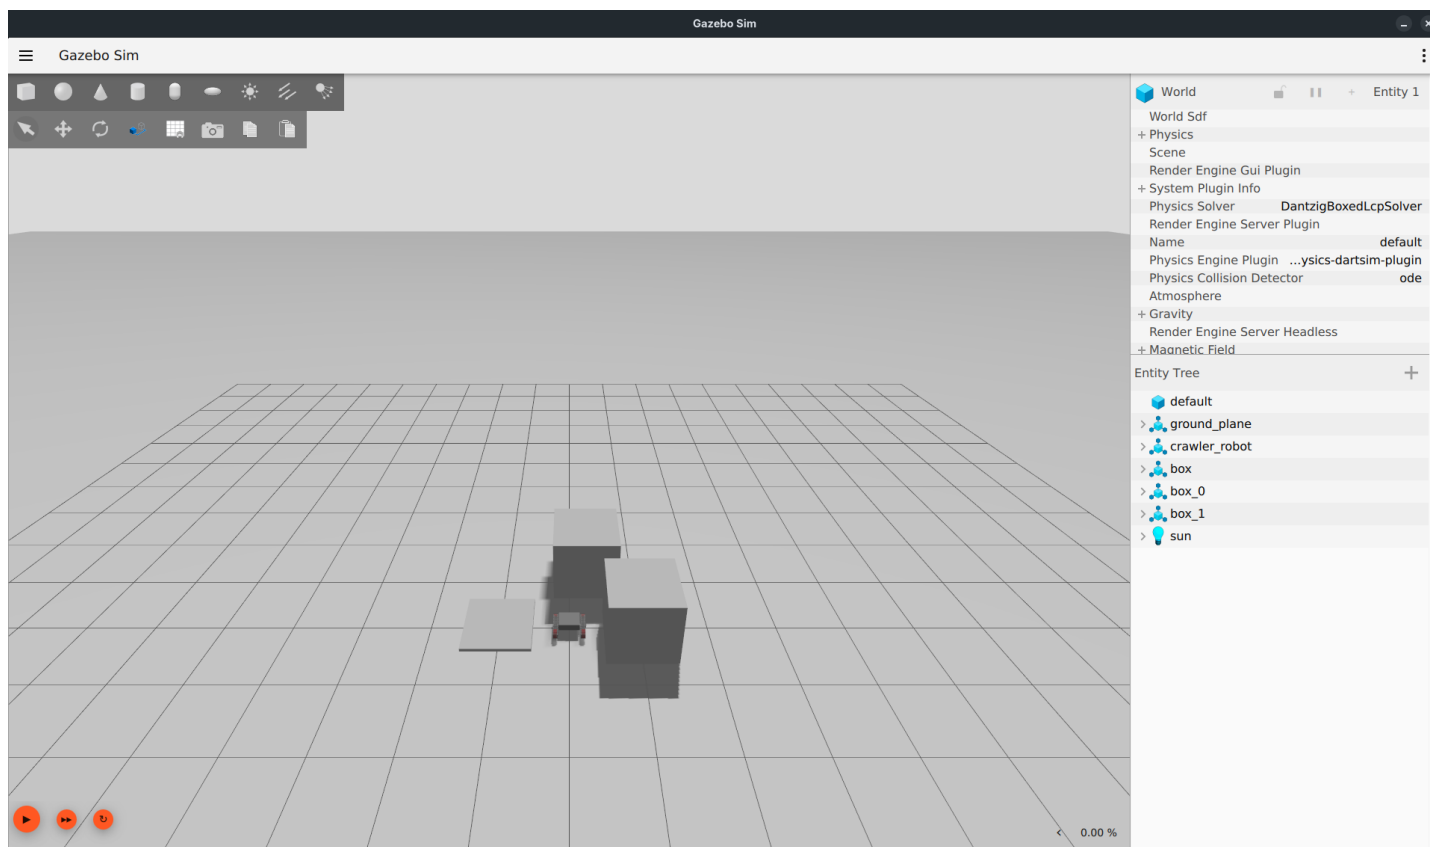 Gazebo Sim
Gazebo Sim
World Entity 1
World Sdf
Physics
Scene
Render Engine Gui Plugin
System Plugin Info
Physics Solver DantzigBoxedLcpSolver
Render Engine Server Plugin
Name default
Physics Engine Plugin ...ysics-dartsim-plugin
Physics Collision Detector ode
Atmosphere
Gravity
Render Engine Server Headless
Magnetic Field
Entity Tree
default
ground_plane
crawler_robot
box
box_0
box_1
sun
0.00 %